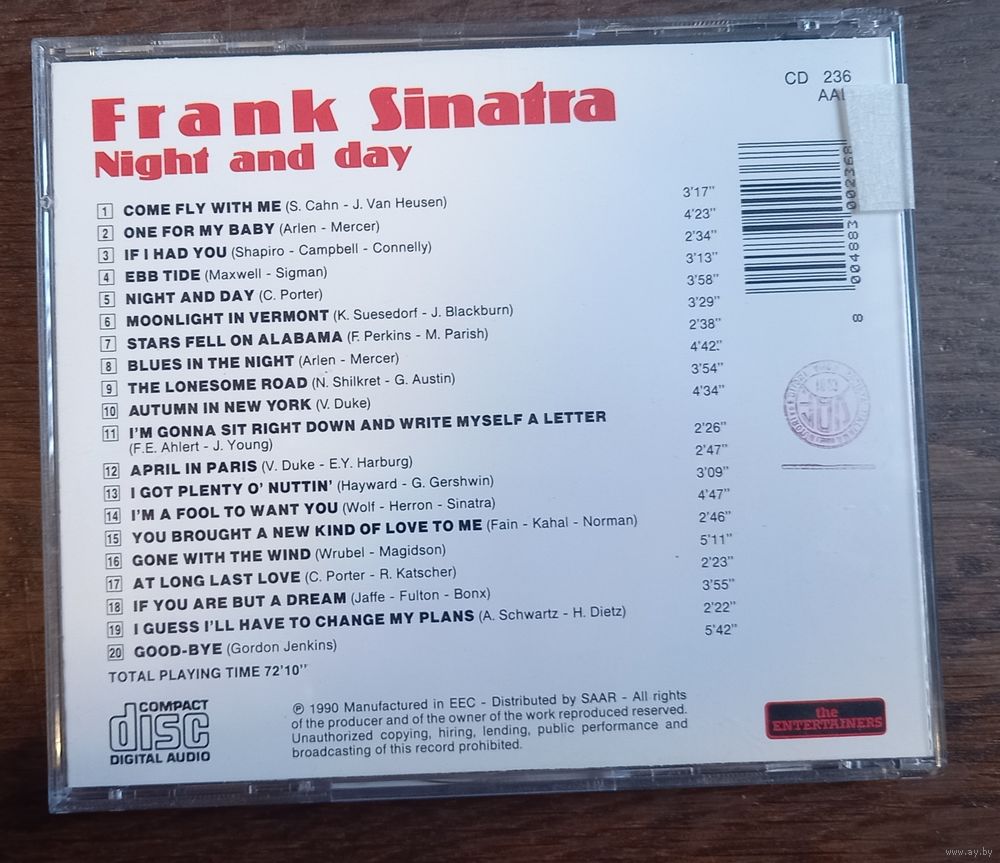 Frank Sinatra
Night and day
CD 236
1 COME FLY WITH ME (S. Cahn - J. Van Heusen) 3'17"
2 ONE FOR MY BABY (Arlen - Mercer) 4'23"
3 IF I HAD YOU (Shapiro - Campbell - Connelly) 2'34"
4 EBB TIDE (Maxwell - Sigman) 3'13"
5 NIGHT AND DAY (C. Porter) 3'58"
6 MOONLIGHT IN VERMONT (K. Suesedorf - J. Blackburn) 3'29"
7 STARS FELL ON ALABAMA (F. Perkins - M. Parish) 2'38"
8 BLUES IN THE NIGHT (Arlen - Mercer) 4'42"
9 THE LONESOME ROAD (N. Shilkret - G. Austin) 3'54"
10 AUTUMN IN NEW YORK (V. Duke) 4'34"
11 I'M GONNA SIT RIGHT DOWN AND WRITE MYSELF A LETTER
(F.E. Ahlert - J. Young) 2'26"
12 APRIL IN PARIS (V. Duke - E.Y. Harburg) 2'47"
13 I GOT PLENTY O' NUTTIN' (Hayward - G. Gershwin) 3'09"
14 I'M A FOOL TO WANT YOU (Wolf - Herron - Sinatra) 4'47"
15 YOU BROUGHT A NEW KIND OF LOVE TO ME (Fain - Kahal - Norman) 2'46"
16 GONE WITH THE WIND (Wrubel - Magidson) 5'11"
17 AT LONG LAST LOVE (C. Porter - R. Katscher) 2'23"
18 IF YOU ARE BUT A DREAM (Jaffe - Fulton - Bonx) 3'55"
19 I GUESS I'LL HAVE TO CHANGE MY PLANS (A. Schwartz - H. Dietz) 2'22"
20 GOOD-BYE (Gordon Jenkins) 5'42"
TOTAL PLAYING TIME 72'10"
8 004883 002368
COMPACT
disc
DIGITAL AUDIO
℗ 1990 Manufactured in EEC - Distributed by SAAR - All rights
of the producer and of the owner of the work reproduced reserved.
Unauthorized copying, hiring, lending, public performance and
broadcasting of this record prohibited.
the
ENTERTAINERS
www.ay.by